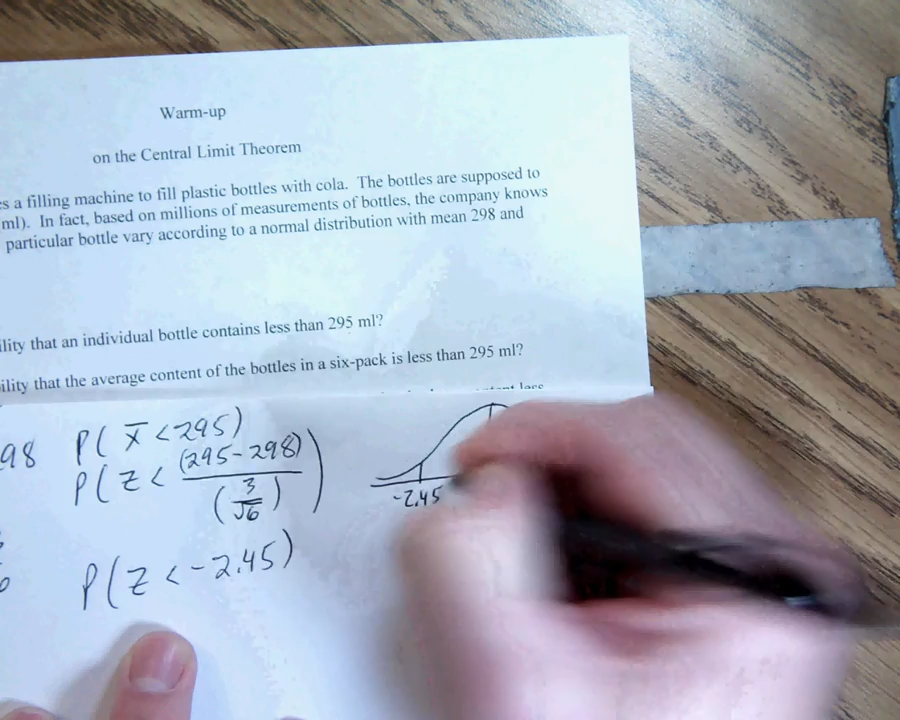 Warm-up
on the Central Limit Theorem
a filling machine to fill plastic bottles with cola. The bottles are supposed to
ml). In fact, based on millions of measurements of bottles, the company knows
particular bottle vary according to a normal distribution with mean 298 and
that an individual bottle contains less than 295 ml?
that the average content of the bottles in a six-pack is less than 295 ml?
98
P( X̄ < 295)
P( Z < (295-298) / (3/√6) )
-2.45
P( Z < -2.45)